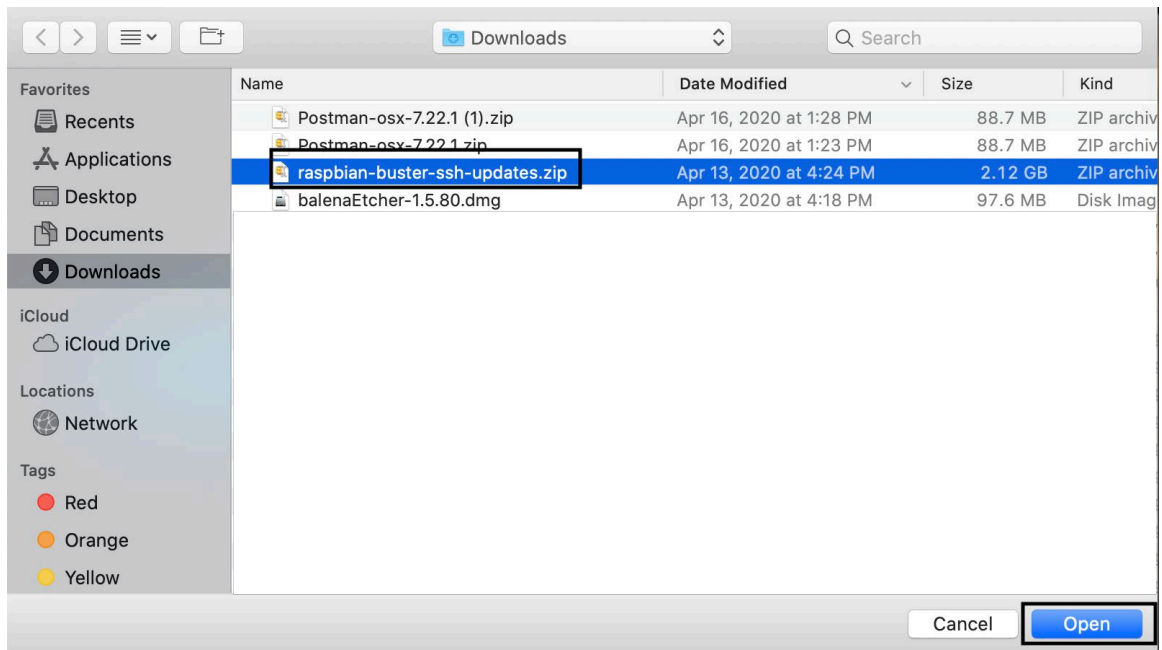 Downloads
Search
Favorites
Recents
Applications
Desktop
Documents
Downloads
iCloud
iCloud Drive
Locations
Network
Tags
Red
Orange
Yellow
Name Date Modified Size Kind
Postman-osx-7.22.1 (1).zip Apr 16, 2020 at 1:28 PM 88.7 MB ZIP archiv
Postman-osx-7.22.1.zip Apr 16, 2020 at 1:23 PM 88.7 MB ZIP archiv
raspbian-buster-ssh-updates.zip Apr 13, 2020 at 4:24 PM 2.12 GB ZIP archiv
balenaEtcher-1.5.80.dmg Apr 13, 2020 at 4:18 PM 97.6 MB Disk Imag
Cancel Open